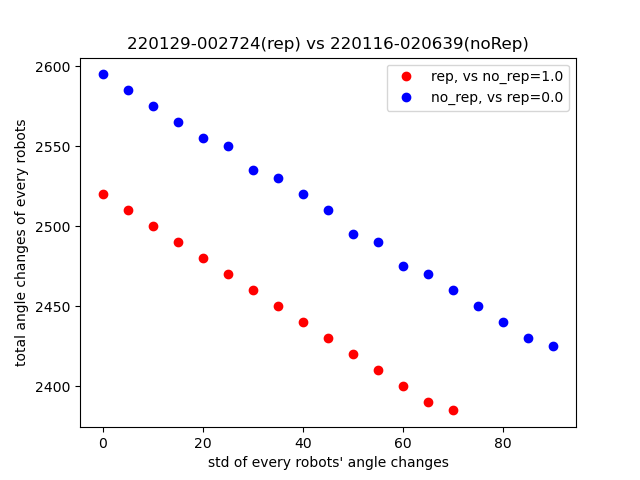 220129-002724(rep) vs 220116-020639(noRep)
rep, vs no_rep=1.0
no_rep, vs rep=0.0
total angle changes of every robots
2600
2550
2500
2450
2400
0 20 40 60 80
std of every robots' angle changes